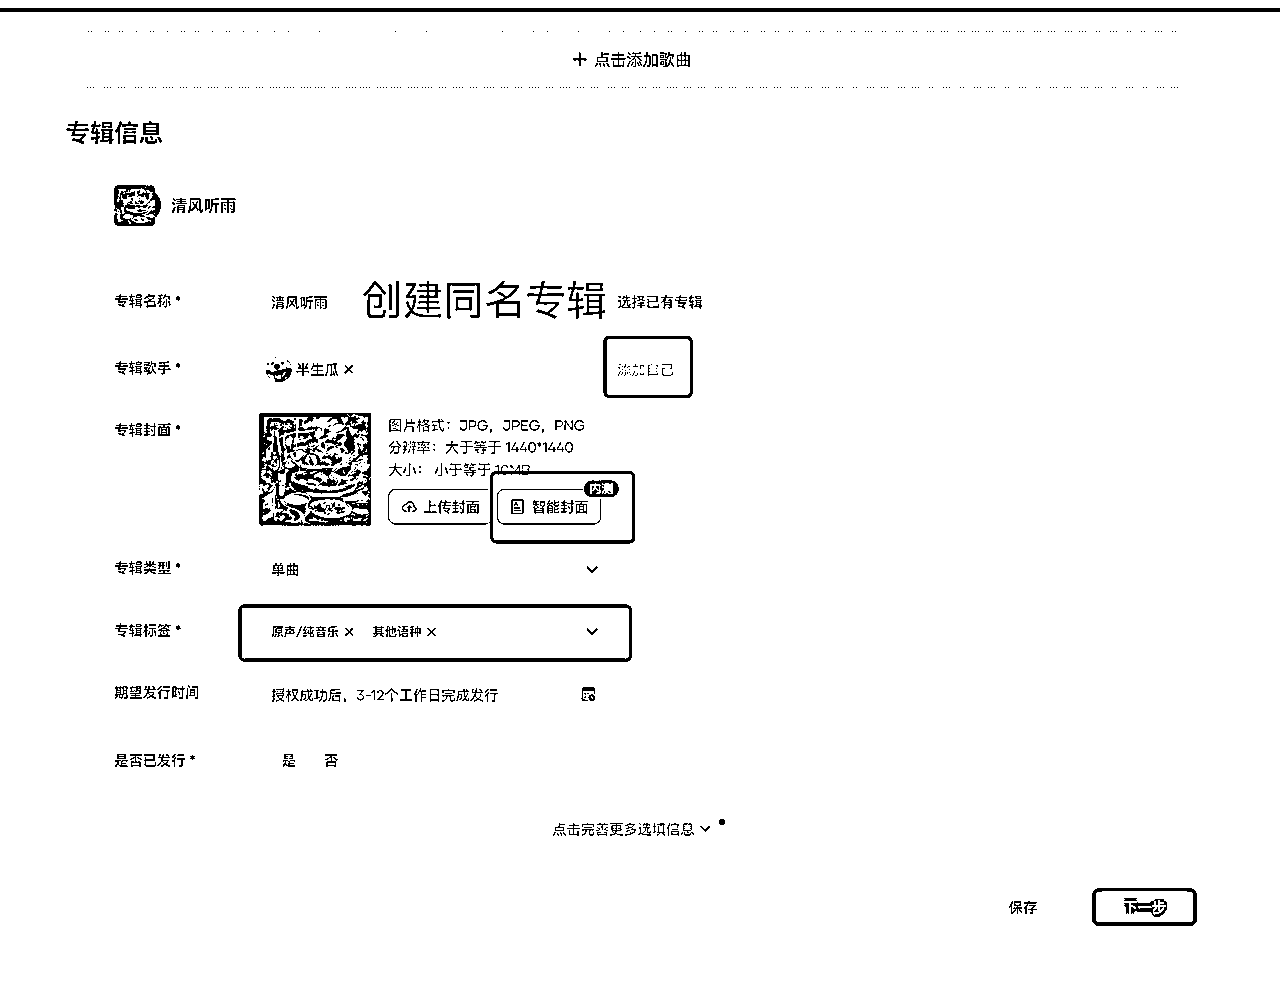 + 点击添加歌曲
专辑信息
清风听雨
专辑名称 * 清风听雨 创建同名专辑 选择已有专辑
专辑歌手 * 半生瓜 × 添加自己
专辑封面 * 图片格式：JPG，JPEG，PNG
分辨率：大于等于 1440*1440
大小： 小于等于 10MB
上传封面 智能封面 内测
专辑类型 * 单曲
专辑标签 * 原声/纯音乐 × 其他语种 ×
期望发行时间 授权成功后，3-12个工作日完成发行
是否已发行 * 是 否
点击完善更多选填信息
保存 下一步